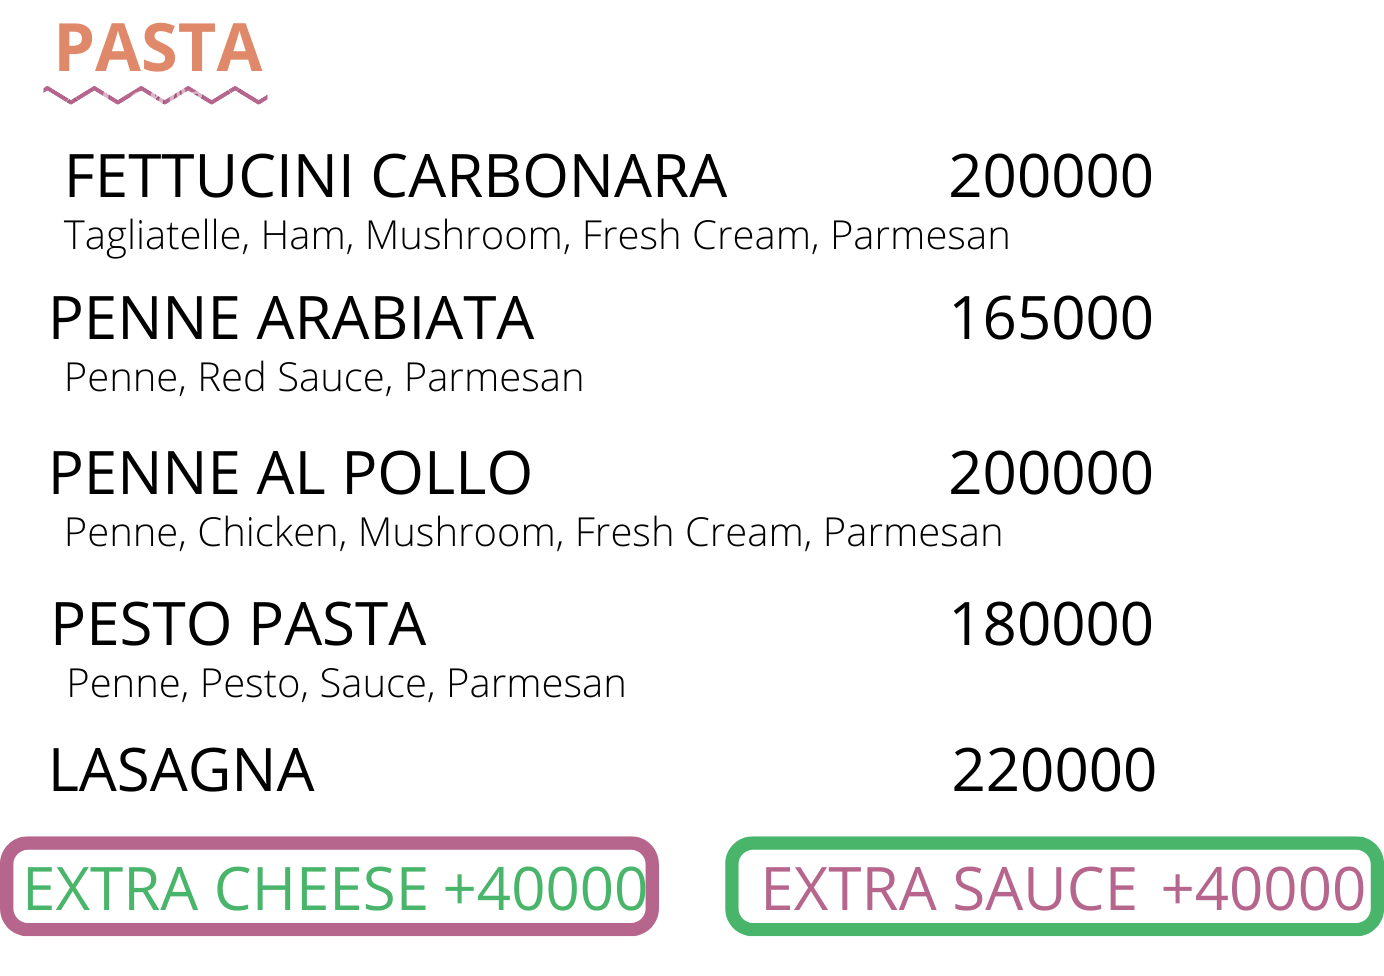 PASTA
FETTUCINI CARBONARA 200000
Tagliatelle, Ham, Mushroom, Fresh Cream, Parmesan
PENNE ARABIATA 165000
Penne, Red Sauce, Parmesan
PENNE AL POLLO 200000
Penne, Chicken, Mushroom, Fresh Cream, Parmesan
PESTO PASTA 180000
Penne, Pesto, Sauce, Parmesan
LASAGNA 220000
EXTRA CHEESE +40000 EXTRA SAUCE +40000